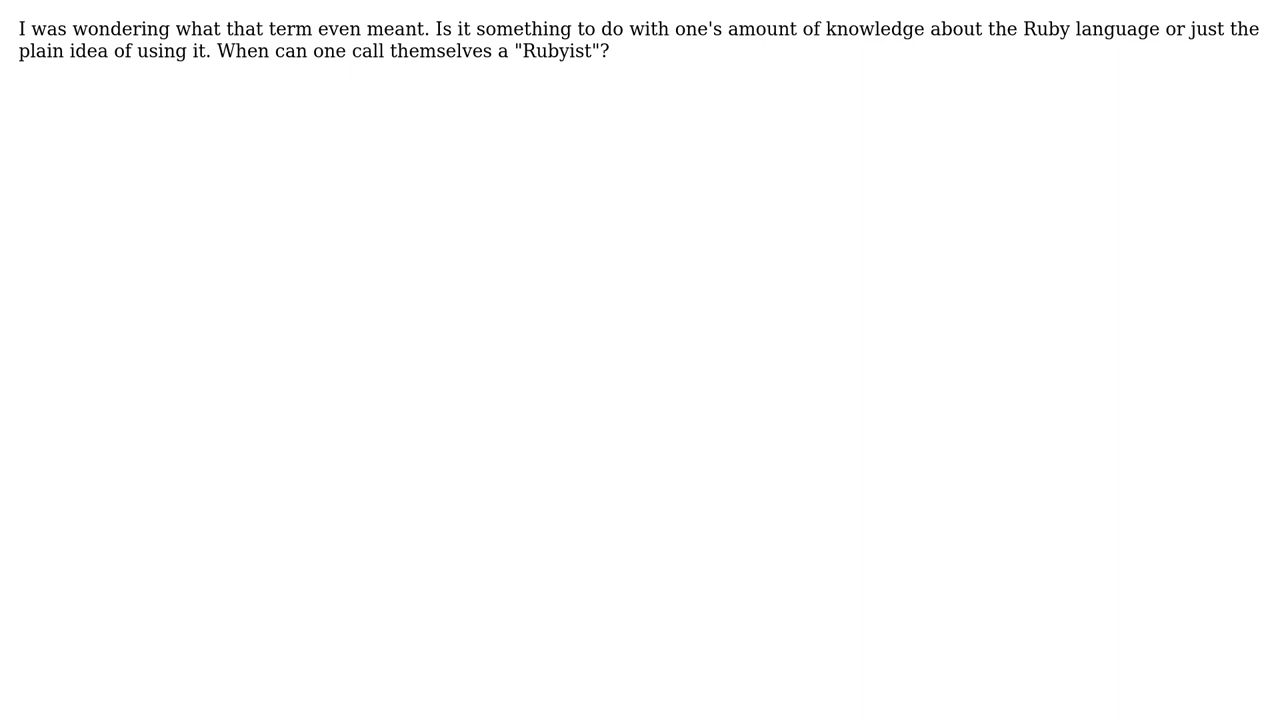 I was wondering what that term even meant. Is it something to do with one's amount of knowledge about the Ruby language or just the
plain idea of using it. When can one call themselves a "Rubyist"?